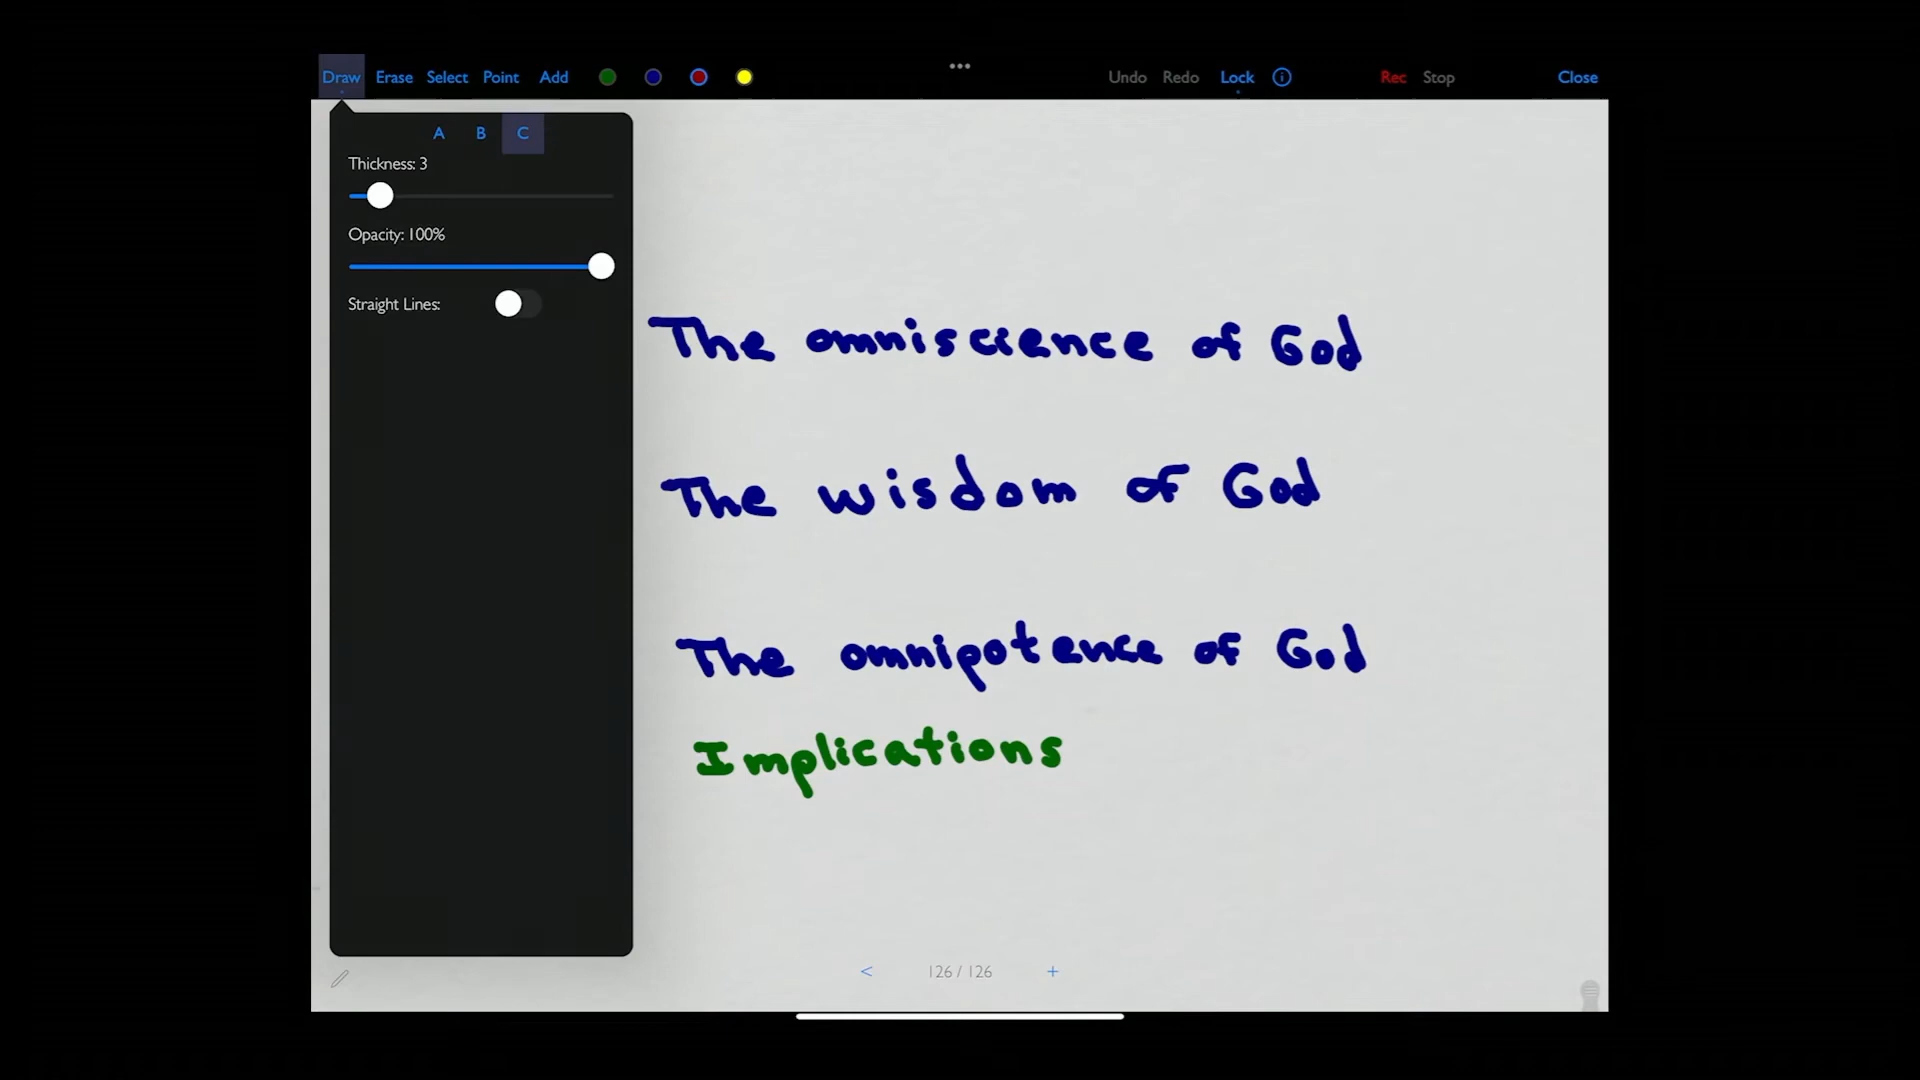 Draw Erase Select Point Add Undo Redo Lock Rec Stop Close
A B C
Thickness: 3
Opacity: 100%
Straight Lines:
The omniscience of God
The wisdom of God
The omnipotence of God
Implications
< 126 / 126 +